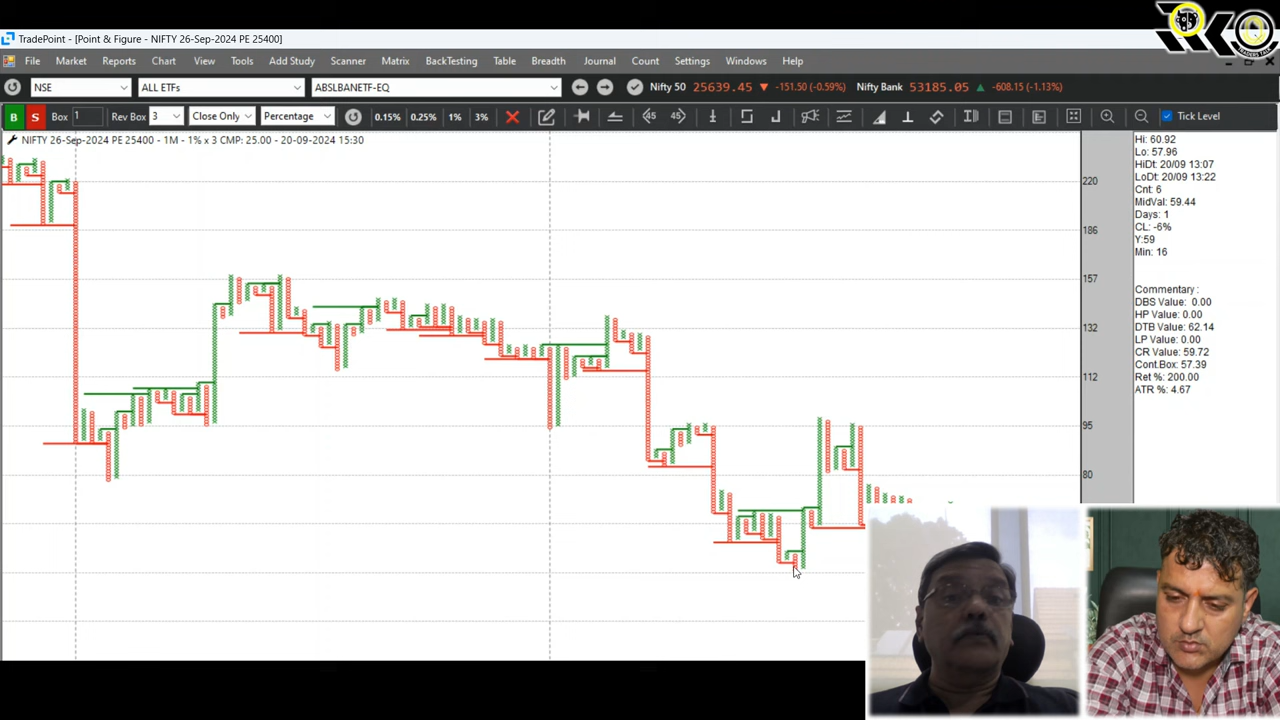 RKO
TRADERS TALK
TradePoint - [Point & Figure - NIFTY 26-Sep-2024 PE 25400]
File Market Reports Chart View Tools Add Study Scanner Matrix BackTesting Table Breadth Journal Count Settings Windows Help
NSE ALL ETFs ABSLBANETF-EQ Nifty 50 25639.45 ▼ -151.50 (-0.59%) Nifty Bank 53185.05 ▲ -608.15 (-1.13%)
B S Box 1 Rev Box 3 Close Only Percentage 0.15% 0.25% 1% 3% 45 45 Tick Level
NIFTY 26-Sep-2024 PE 25400 - 1M - 1% x 3 CMP: 25.00 - 20-09-2024 15:30
220
186
157
132
112
95
80
Hi: 60.92
Lo: 57.96
HiDt: 20/09 13:07
LoDt: 20/09 13:22
Cnt: 6
MidVal: 59.44
Days: 1
CL: -6%
Y:59
Min: 16
Commentary:
DBS Value: 0.00
HP Value: 0.00
DTB Value: 62.14
LP Value: 0.00
CR Value: 59.72
Cont.Box: 57.39
Ret %: 200.00
ATR %: 4.67